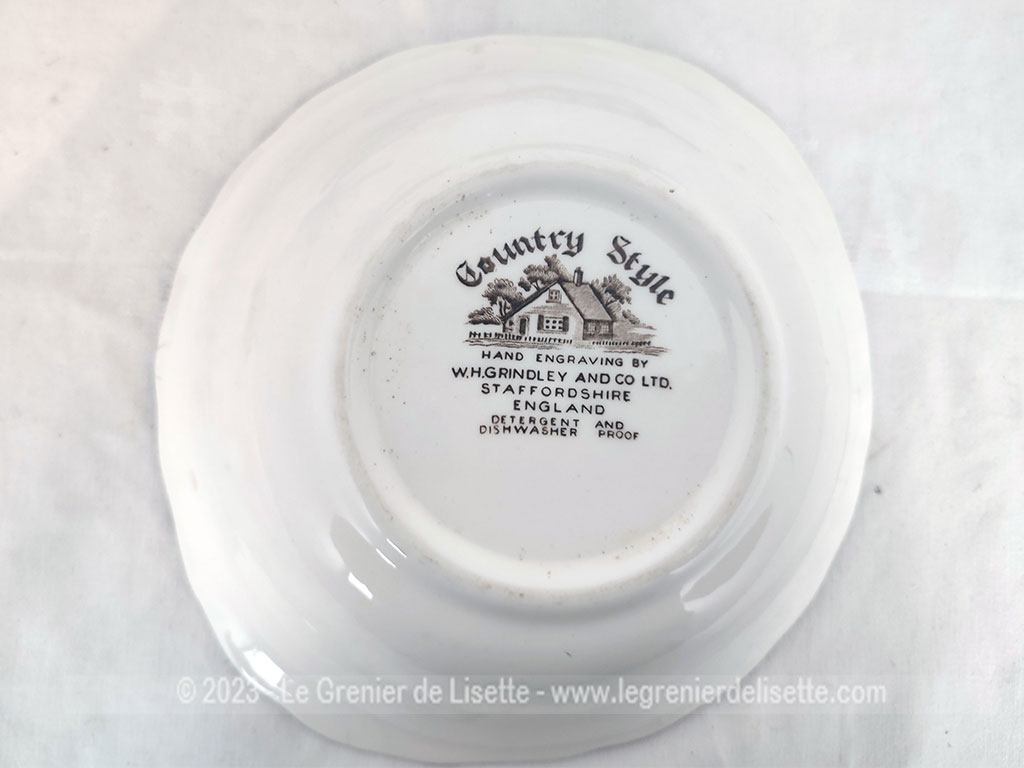 Country Style
HAND ENGRAVING BY
W.H.GRINDLEY AND CO LTD.
STAFFORDSHIRE
ENGLAND
DETERGENT AND
DISHWASHER PROOF
© 2023 - Le Grenier de Lisette - www.legrenierdelisette.com